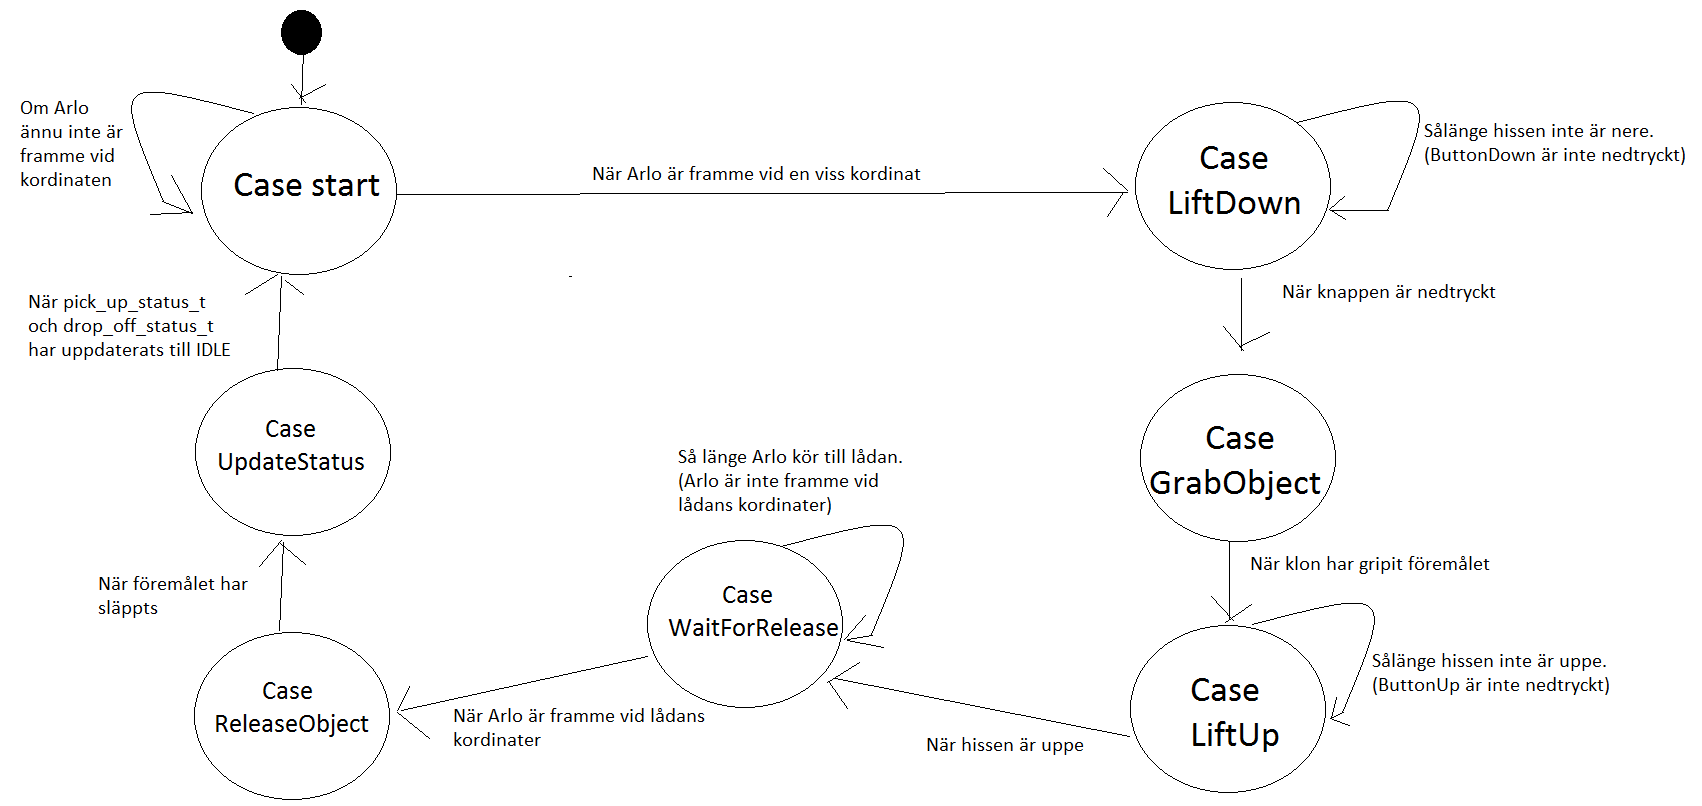 Om Arlo
ännu inte är
framme vid
kordinaten
Case start
När Arlo är framme vid en viss kordinat
Case
LiftDown
Sålänge hissen inte är nere.
(ButtonDown är inte nedtryckt)
När knappen är nedtryckt
Case
GrabObject
När klon har gripit föremålet
Case
LiftUp
Sålänge hissen inte är uppe.
(ButtonUp är inte nedtryckt)
När hissen är uppe
Så länge Arlo kör till lådan.
(Arlo är inte framme vid
lådans kordinater)
Case
WaitForRelease
När Arlo är framme vid lådans
kordinater
Case
ReleaseObject
När föremålet har
släppts
Case
UpdateStatus
När pick_up_status_t
och drop_off_status_t
har uppdaterats till IDLE